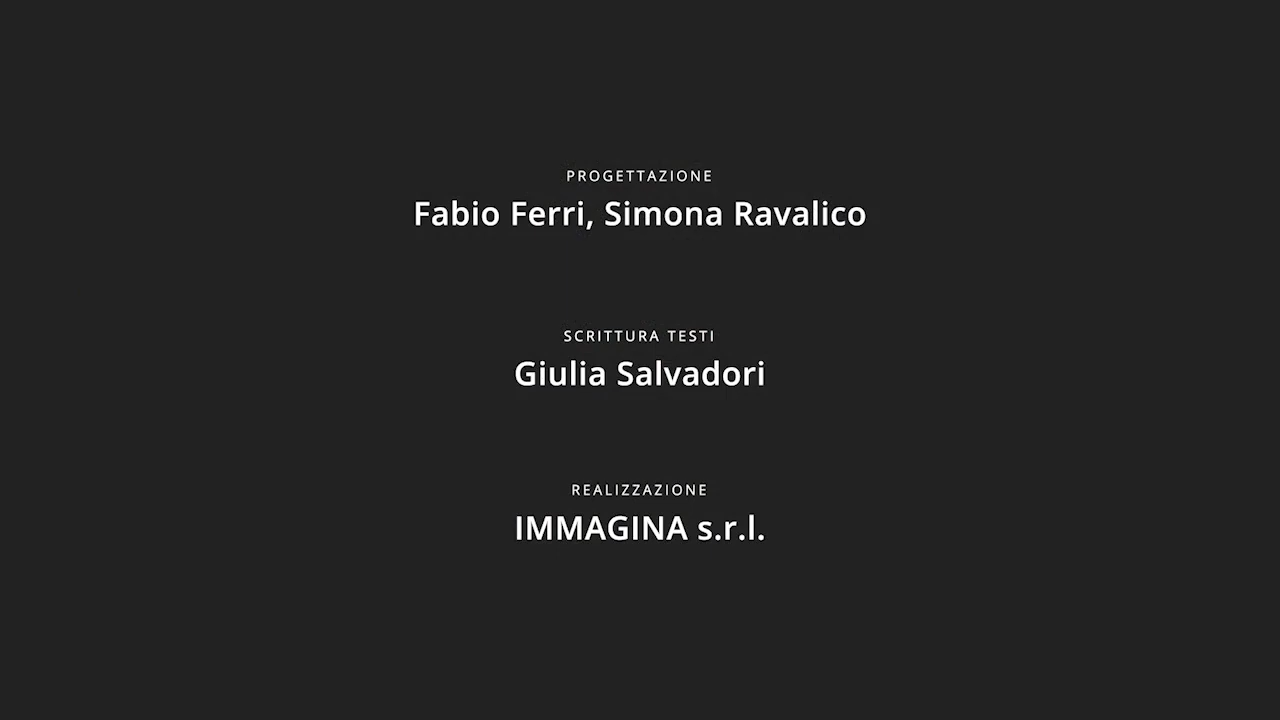 PROGETTAZIONE
Fabio Ferri, Simona Ravalico
SCRITTURA TESTI
Giulia Salvadori
REALIZZAZIONE
IMMAGINA s.r.l.